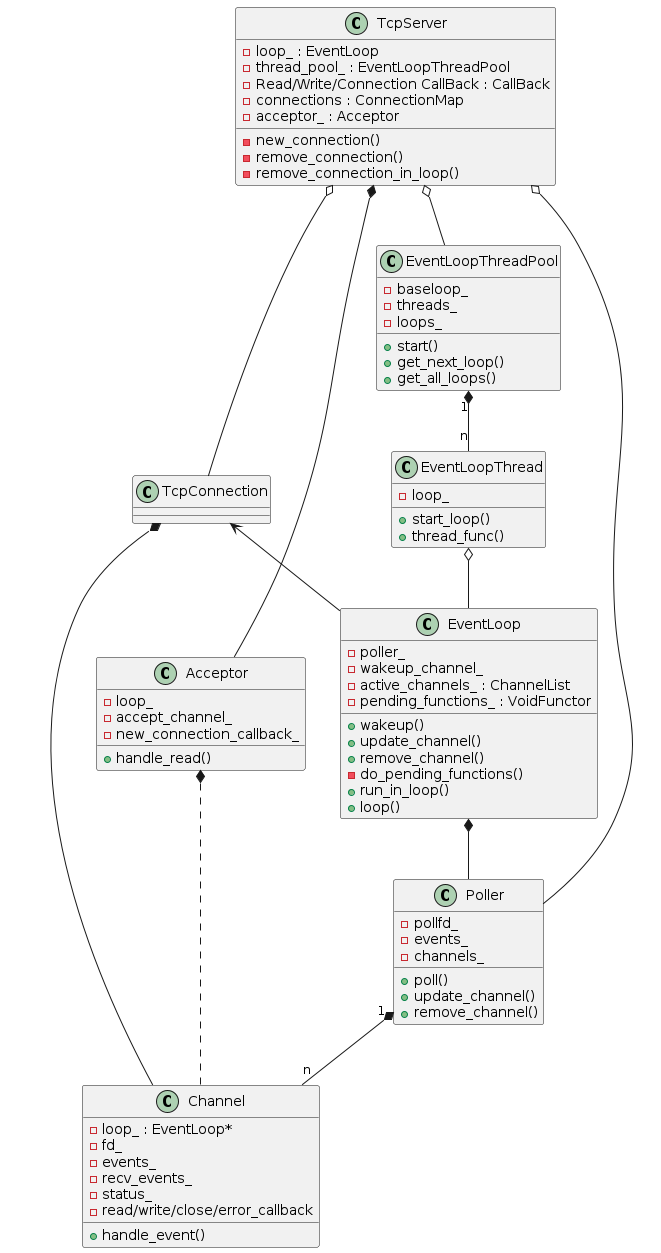 C TcpServer
loop_ : EventLoop
thread_pool_ : EventLoopThreadPool
Read/Write/Connection CallBack : CallBack
connections : ConnectionMap
acceptor_ : Acceptor
new_connection()
remove_connection()
remove_connection_in_loop()
C EventLoopThreadPool
baseloop_
threads_
loops_
start()
get_next_loop()
get_all_loops()
1
n
C TcpConnection
C EventLoopThread
loop_
start_loop()
thread_func()
C Acceptor
loop_
accept_channel_
new_connection_callback_
handle_read()
C EventLoop
poller_
wakeup_channel_
active_channels_ : ChannelList
pending_functions_ : VoidFunctor
wakeup()
update_channel()
remove_channel()
do_pending_functions()
run_in_loop()
loop()
C Poller
pollfd_
events_
channels_
poll()
update_channel()
remove_channel()
1
n
C Channel
loop_ : EventLoop*
fd_
events_
recv_events_
status_
read/write/close/error_callback
handle_event()